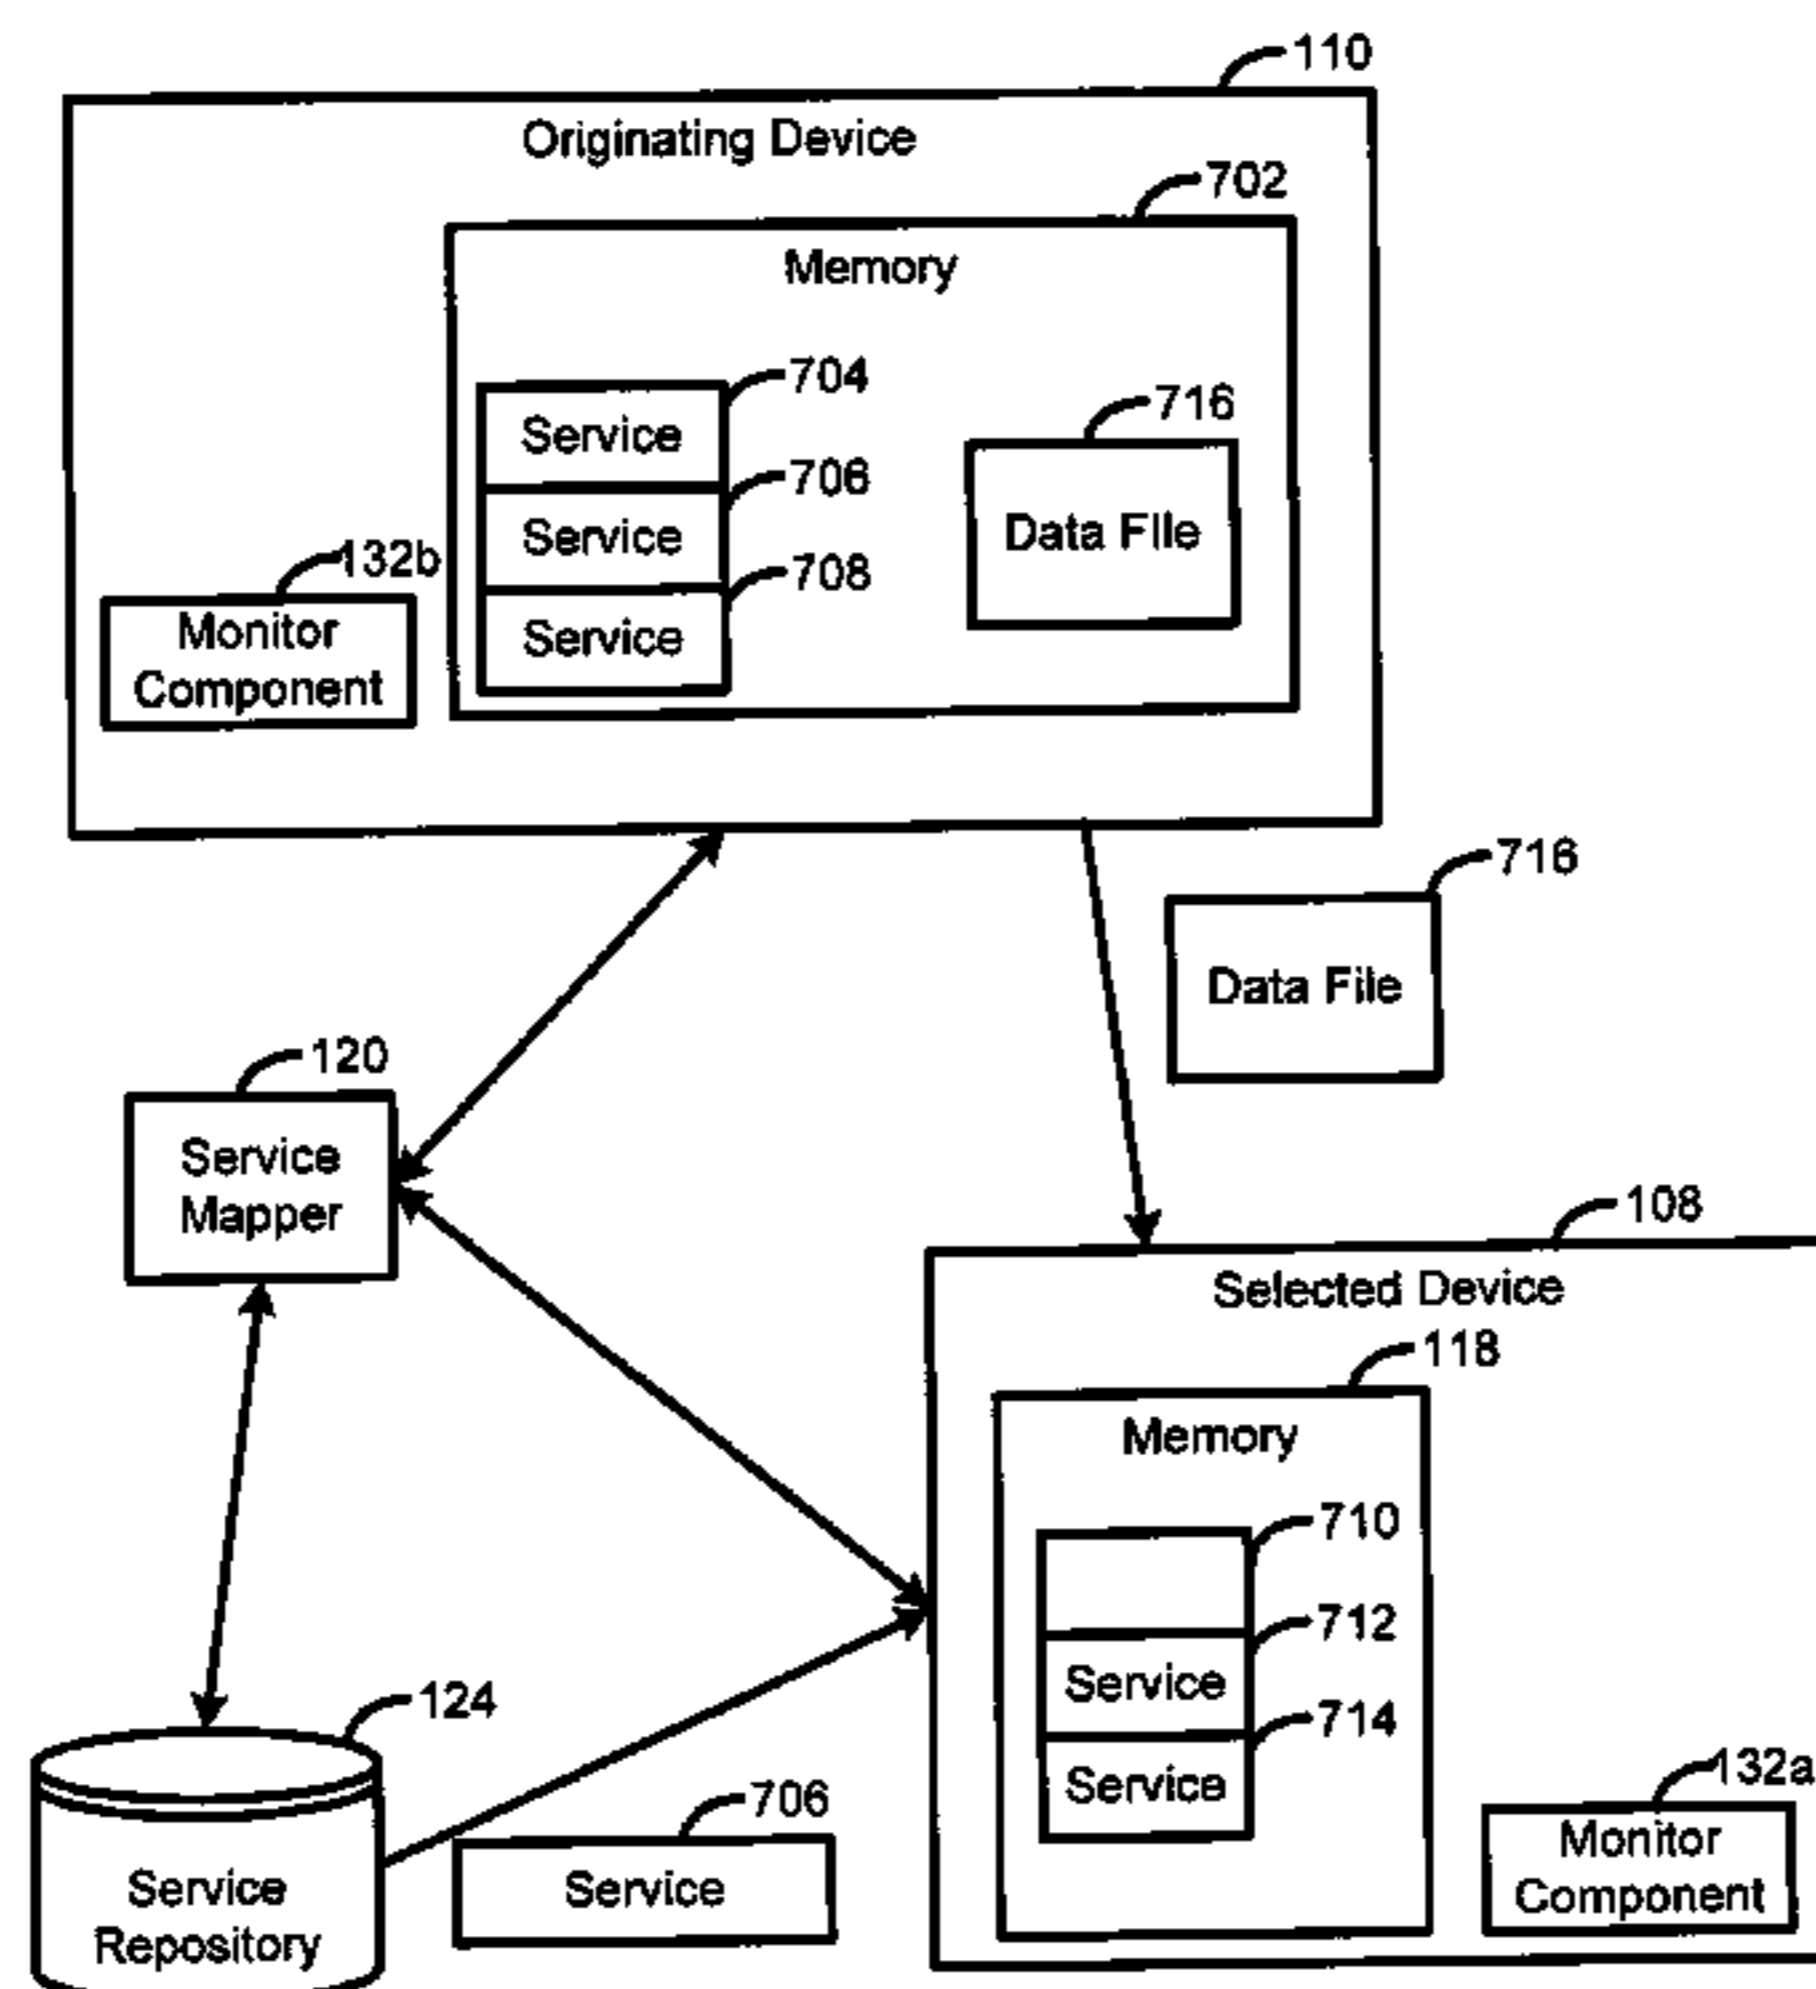 110
Originating Device
702
Memory
704
Service
716
706
Service
Data File
132b
708
Monitor
Component
Service
716
Data File
120
Service
Mapper
108
Selected Device
118
Memory
710
712
Service
714
Service
124
132a
Monitor
Component
706
Service
Service
Repository